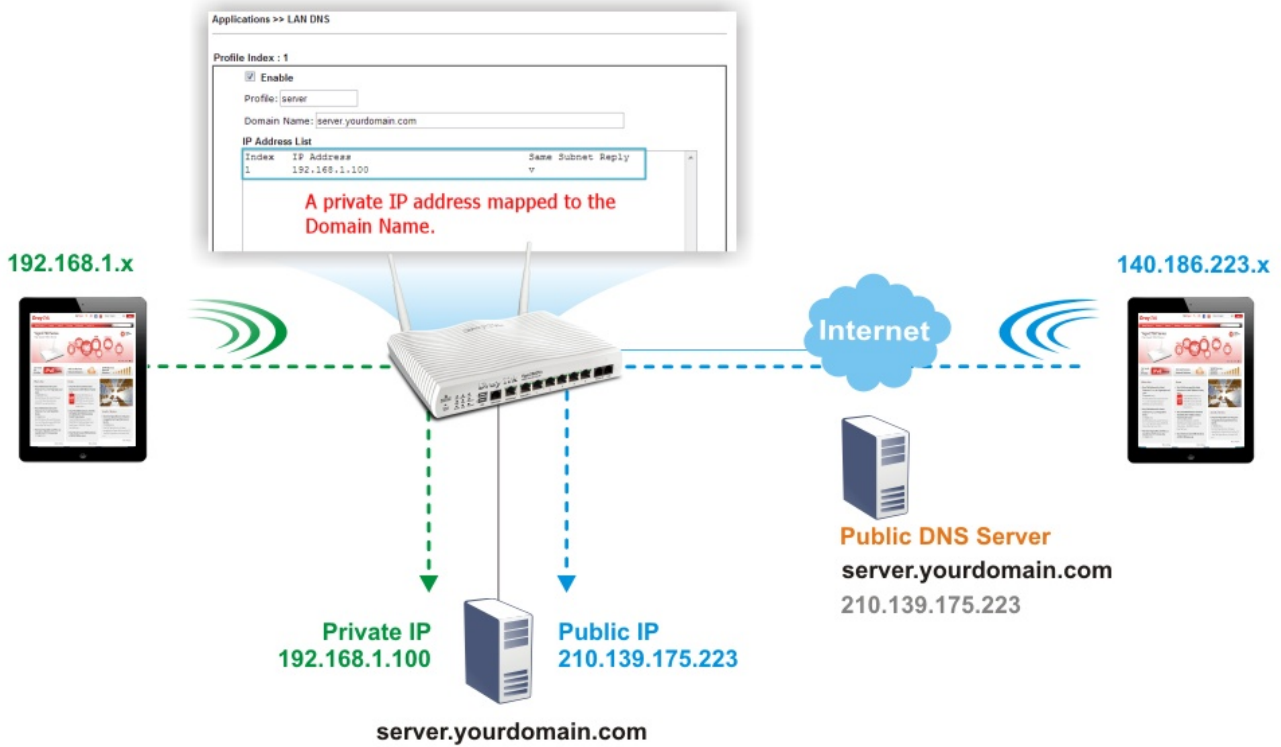 Applications >> LAN DNS
Profile Index : 1
Enable
Profile: server
Domain Name: server.yourdomain.com
IP Address List
Index IP Address Same Subnet Reply
1 192.168.1.100 v
A private IP address mapped to the
Domain Name.
192.168.1.x
140.186.223.x
Internet
Public DNS Server
server.yourdomain.com
210.139.175.223
Private IP
192.168.1.100
Public IP
210.139.175.223
server.yourdomain.com